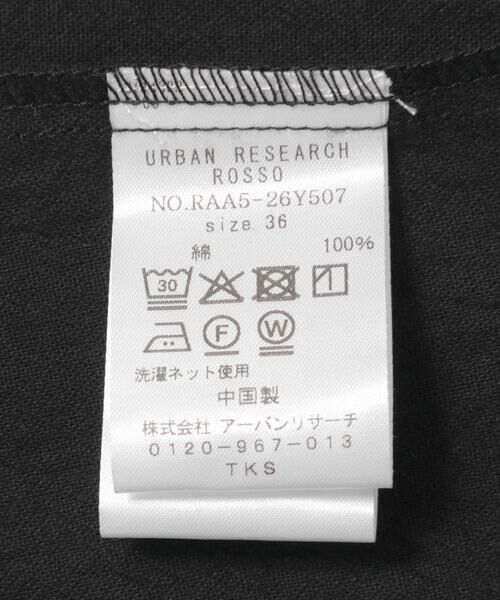 URBAN RESEARCH
ROSSO
NO.RAA5-26Y507
size 36
綿 100%
30
F W
洗濯ネット使用
中国製
株式会社 アーバンリサーチ
0120-967-013
TKS